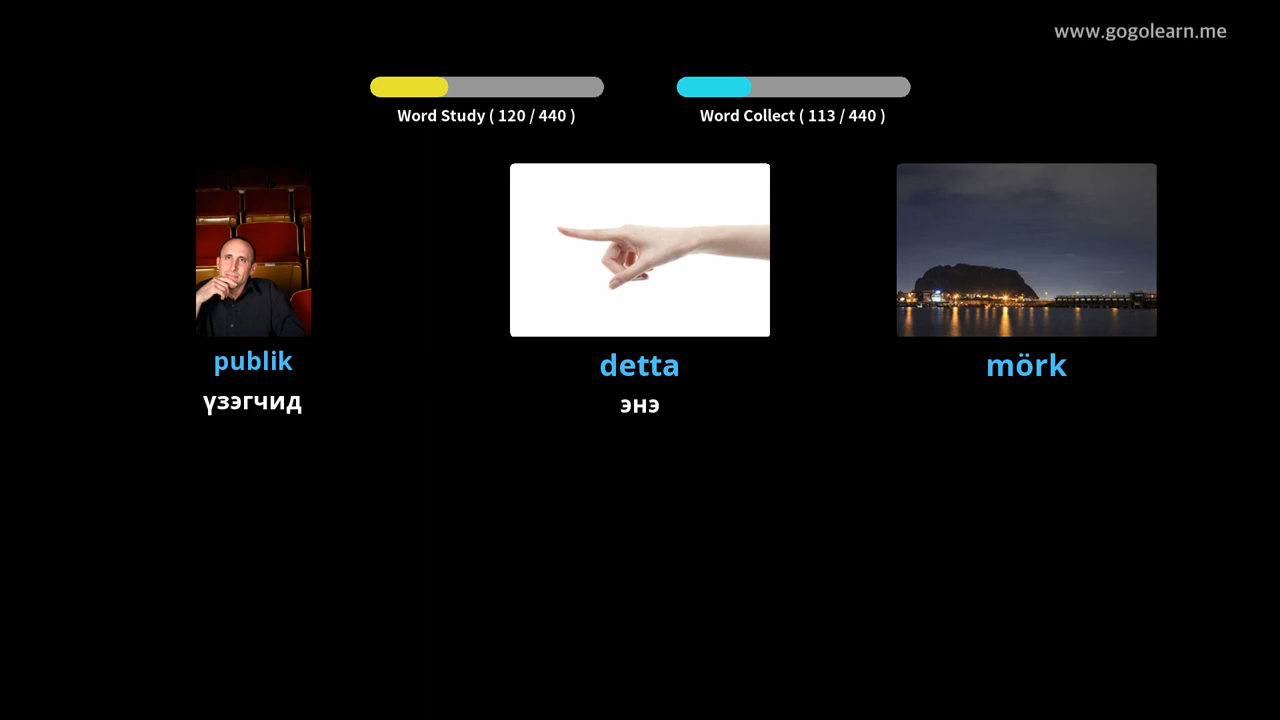 www.gogolearn.me
Word Study ( 120 / 440 )
Word Collect ( 113 / 440 )
publik
үзэгчид
detta
энэ
mörk